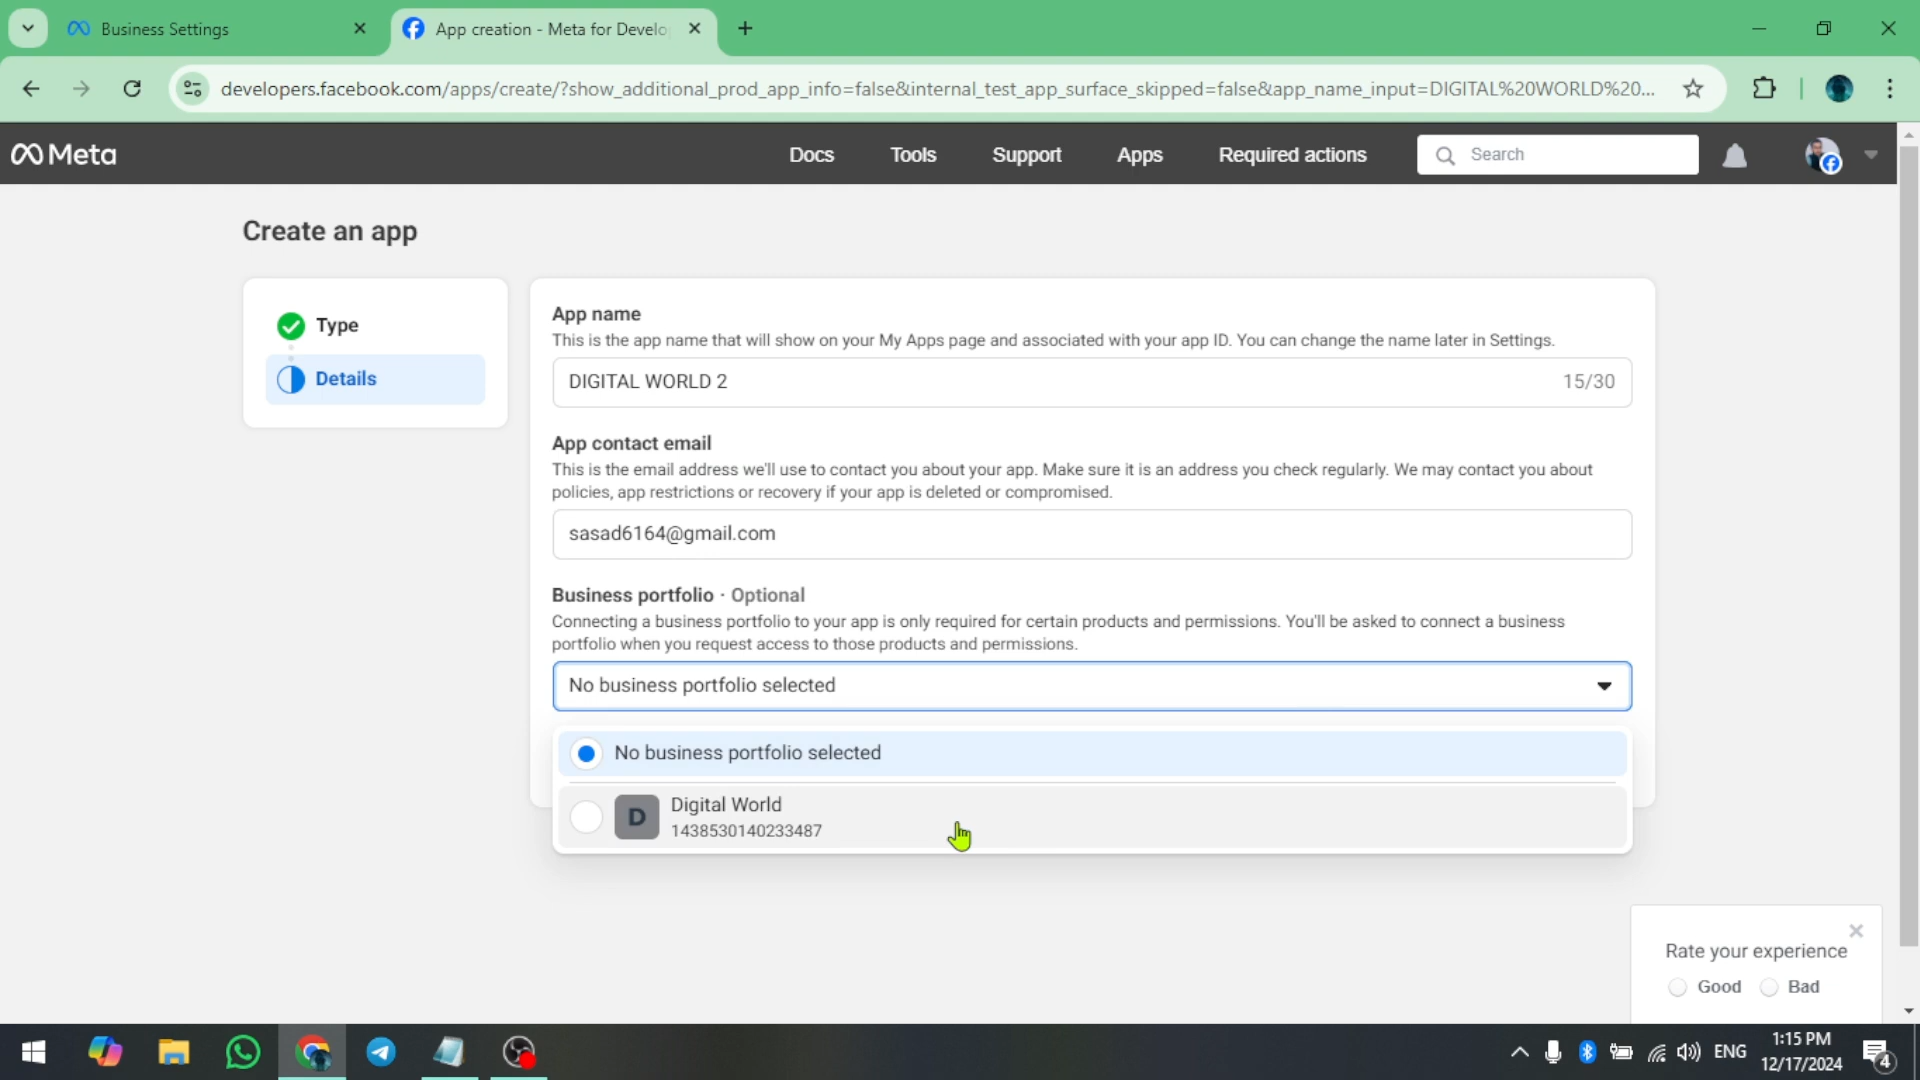 Business Settings
App creation - Meta for Develo
developers.facebook.com/apps/create/?show_additional_prod_app_info=false&internal_test_app_surface_skipped=false&app_name_input=DIGITAL%20WORLD%20...
Meta
Docs
Tools
Support
Apps
Required actions
Search
Create an app
Type
Details
App name
This is the app name that will show on your My Apps page and associated with your app ID. You can change the name later in Settings.
DIGITAL WORLD 2
15/30
App contact email
This is the email address we'll use to contact you about your app. Make sure it is an address you check regularly. We may contact you about
policies, app restrictions or recovery if your app is deleted or compromised.
sasad6164@gmail.com
Business portfolio · Optional
Connecting a business portfolio to your app is only required for certain products and permissions. You'll be asked to connect a business
portfolio when you request access to those products and permissions.
No business portfolio selected
No business portfolio selected
D
Digital World
1438530140233487
Rate your experience
Good
Bad
ENG
1:15 PM
12/17/2024
4